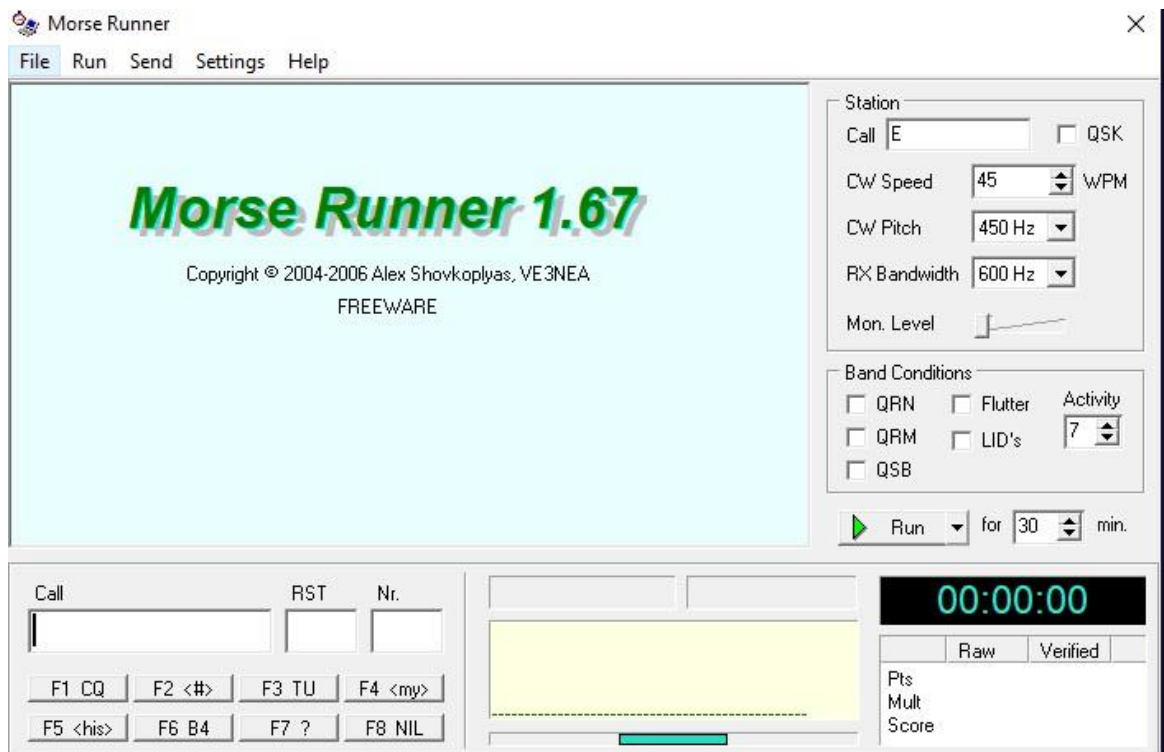 Morse Runner
File Run Send Settings Help
Morse Runner 1.67
Copyright © 2004-2006 Alex Shovkoplyas, VE3NEA
FREEWARE
Station
Call E QSK
CW Speed 45 WPM
CW Pitch 450 Hz
RX Bandwidth 600 Hz
Mon. Level
Band Conditions
QRN Flutter Activity
QRM LID's 7
QSB
Run for 30 min.
Call RST Nr.
F1 CQ F2 <#> F3 TU F4 <my>
F5 <his> F6 B4 F7 ? F8 NIL
00:00:00
Raw Verified
Pts
Mult
Score